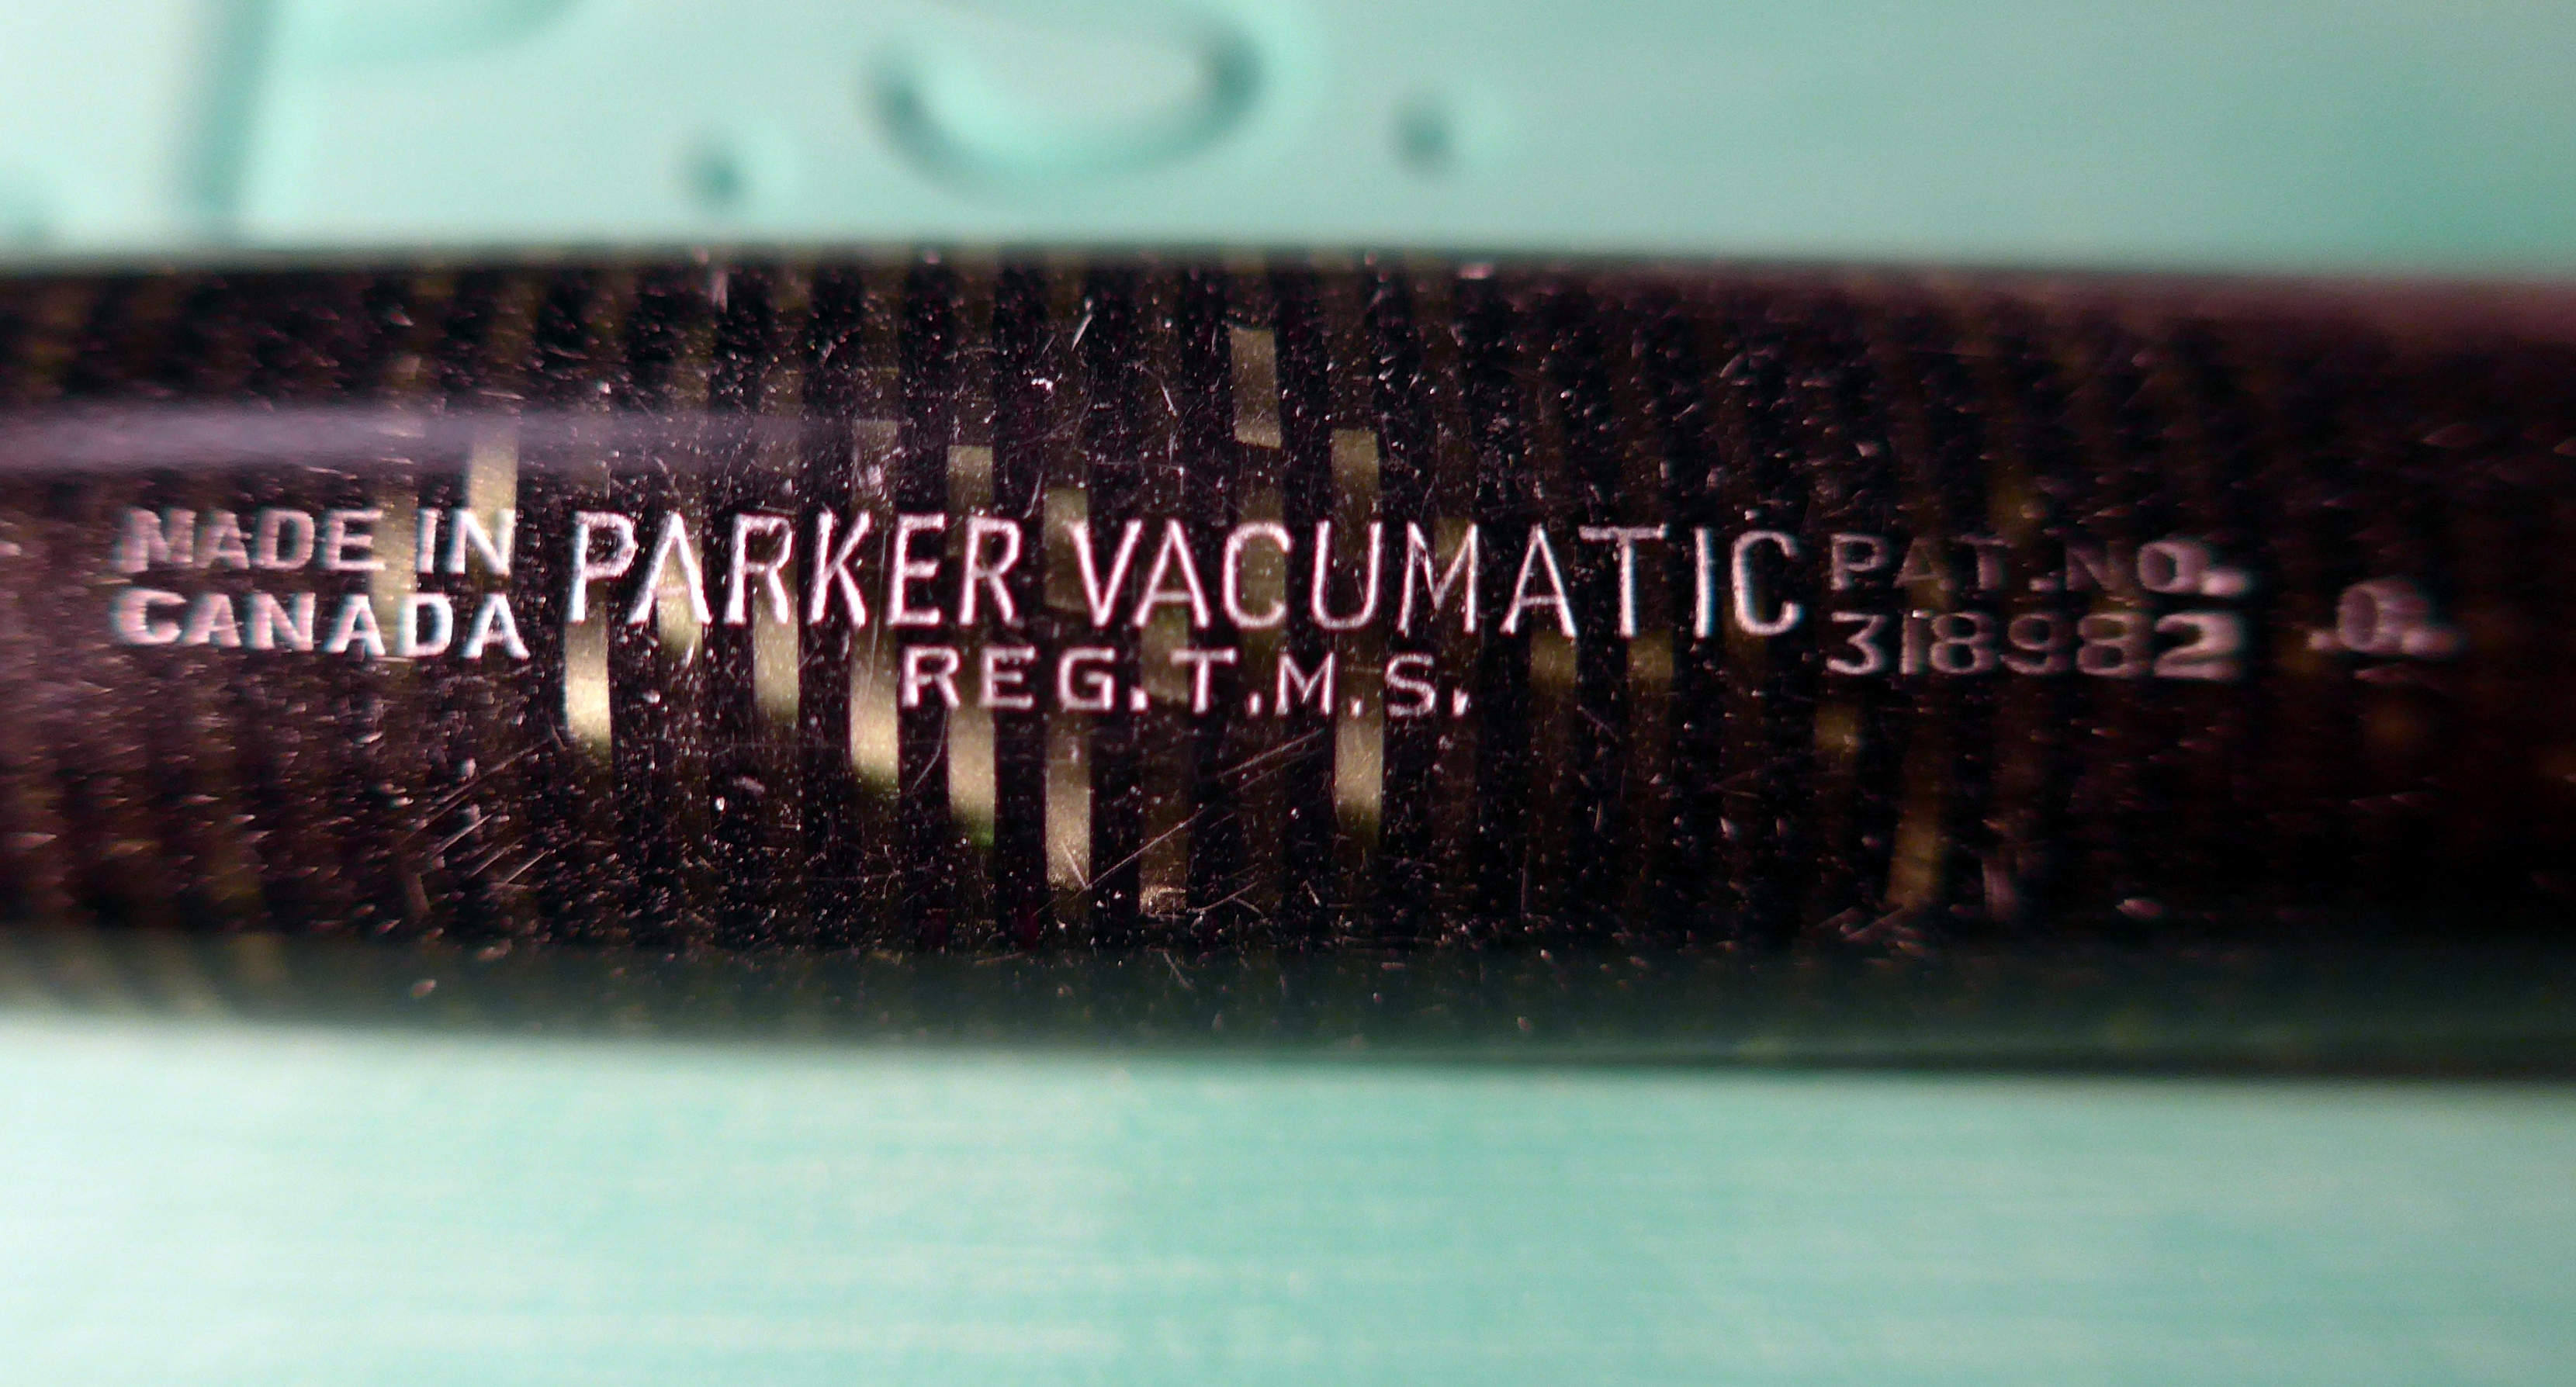 MADE IN
CANADA
PARKER VACUMATIC
REG. T.M.S.
PAT. NO.
318982
.0.